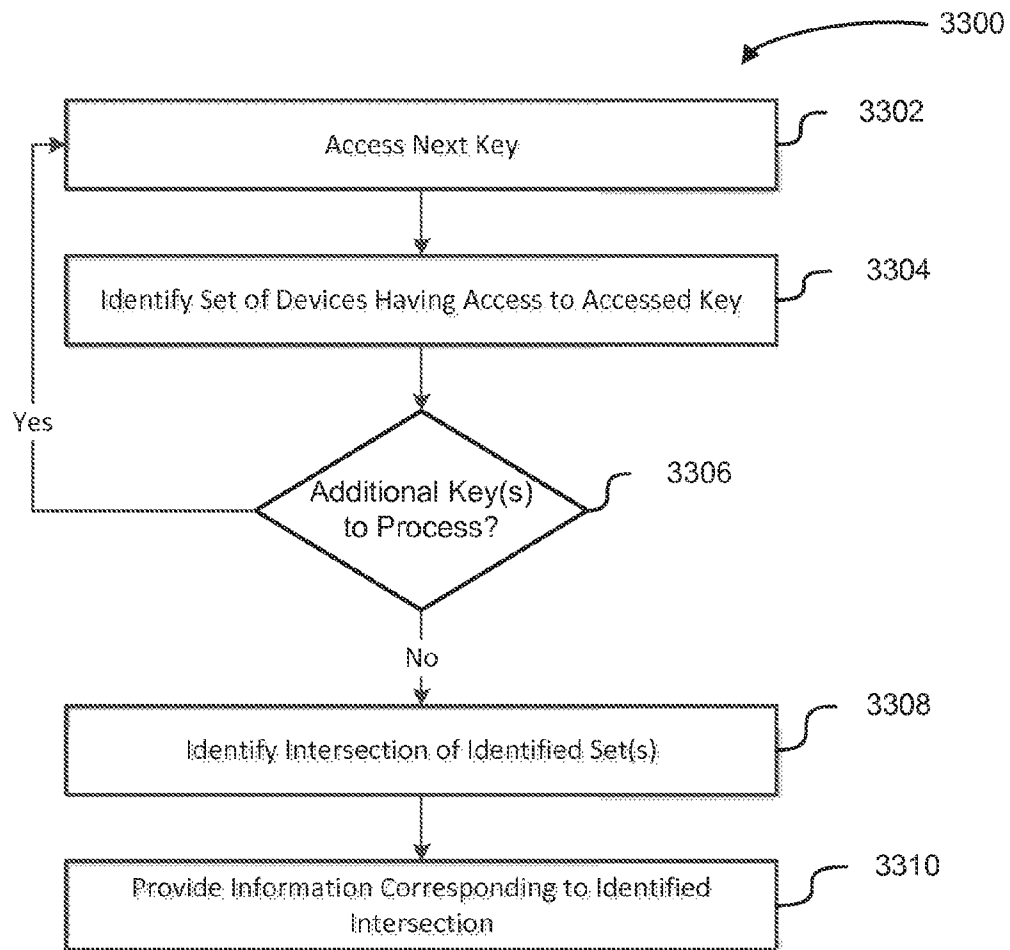 3300
3302
Access Next Key
3304
Identify Set of Devices Having Access to Accessed Key
Yes
3306
Additional Key(s)
to Process?
No
3308
Identify Intersection of Identified Set(s)
3310
Provide Information Corresponding to Identified
Intersection